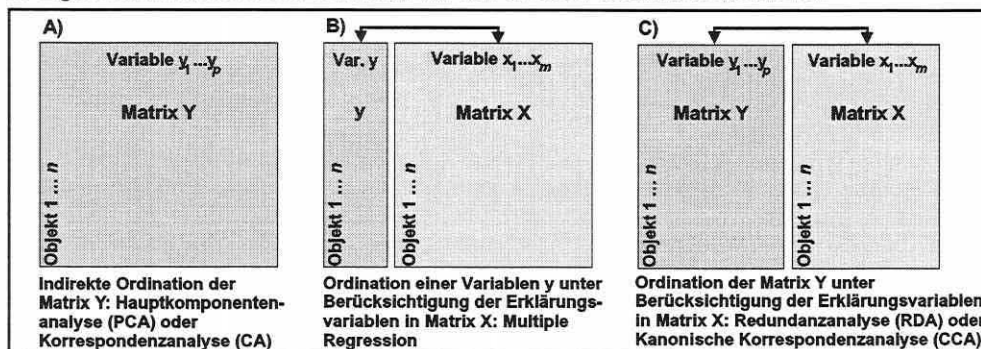 A)
Variable y1 ...yp
Matrix Y
Objekt 1 ... n
Indirekte Ordination der
Matrix Y: Hauptkomponenten-
analyse (PCA) oder
Korrespondenzanalyse (CA)
B)
Var. y
y
Objekt 1 ... n
Variable x1...xm
Matrix X
Objekt 1 ... n
Ordination einer Variablen y unter
Berücksichtigung der Erklärungs-
variablen in Matrix X: Multiple
Regression
C)
Variable y1 ...yp
Matrix Y
Objekt 1 ... n
Variable x1...xm
Matrix X
Objekt 1 ... n
Ordination der Matrix Y unter
Berücksichtigung der Erklärungsvariablen
in Matrix X: Redundanzanalyse (RDA) oder
Kanonische Korrespondenzanalyse (CCA)